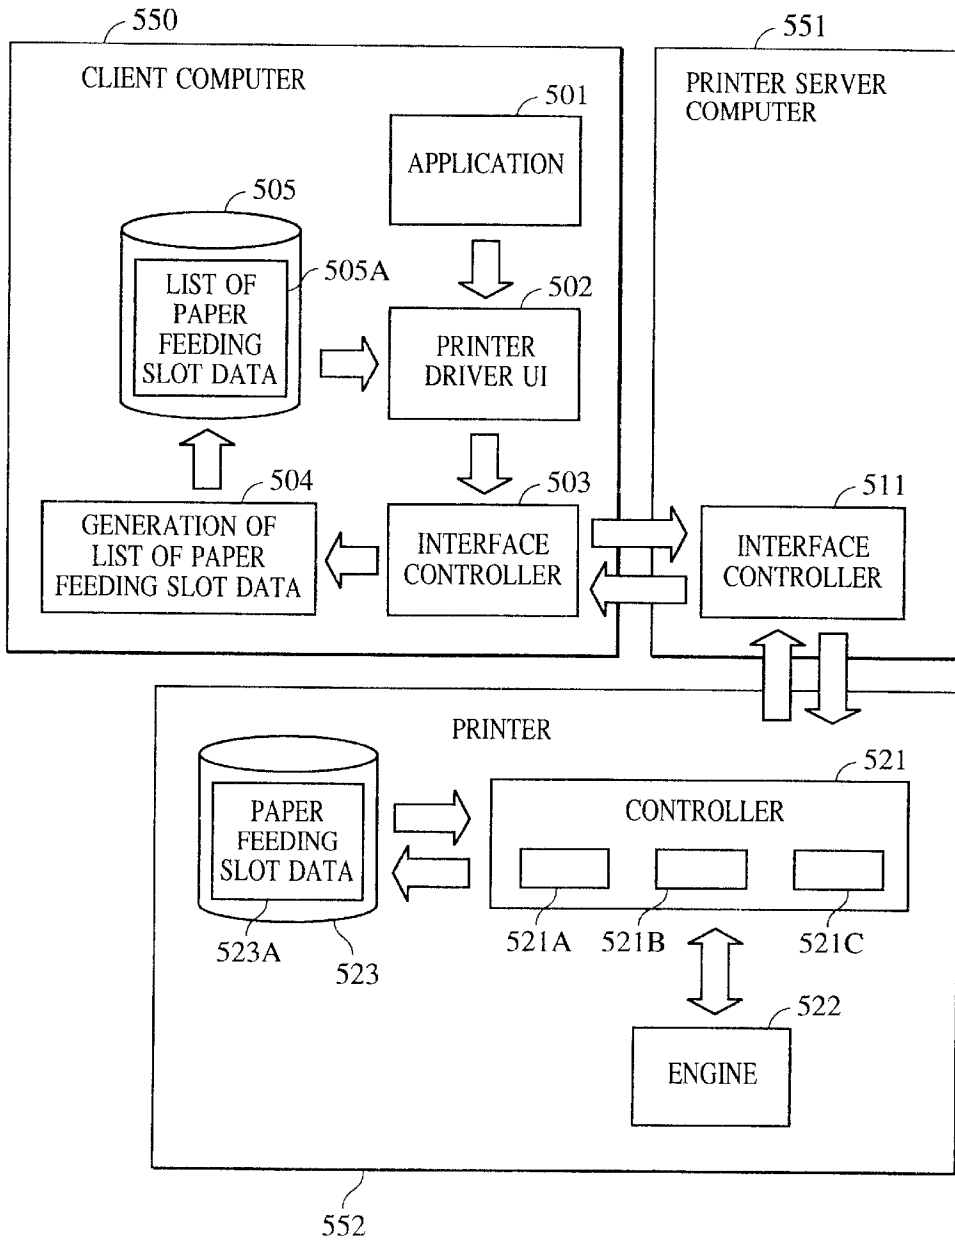 550
551
CLIENT COMPUTER
PRINTER SERVER
COMPUTER
501
APPLICATION
505
505A
LIST OF
PAPER
FEEDING
SLOT DATA
502
PRINTER
DRIVER UI
504
503
511
GENERATION OF
LIST OF PAPER
FEEDING SLOT DATA
INTERFACE
CONTROLLER
INTERFACE
CONTROLLER
PRINTER
521
PAPER
FEEDING
SLOT DATA
CONTROLLER
523A
523
521A
521B
521C
522
ENGINE
552